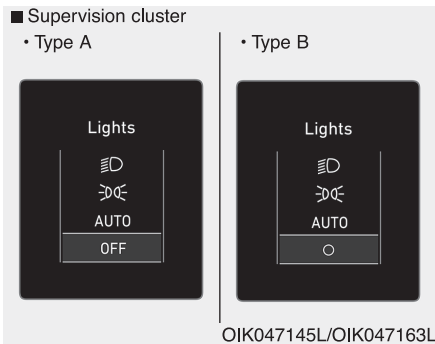 ■ Supervision cluster
• Type A
• Type B
Lights
AUTO
OFF
Lights
AUTO
O
OIK047145L/OIK047163L